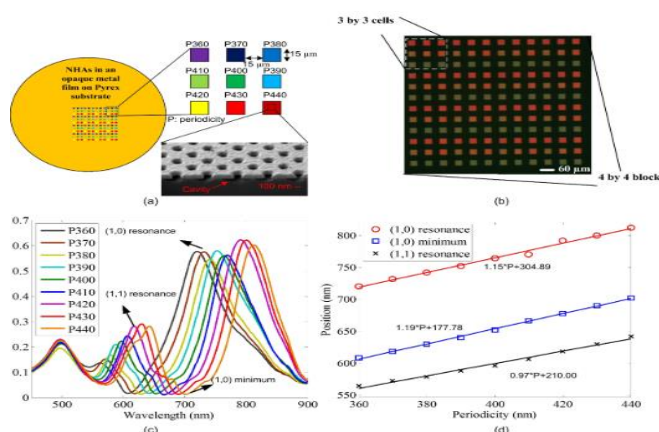 P360 P370 P380
15 μm
15 μm
NHAs in an
opaque metal
film on Pyrex
substrate
P410 P400 P390
P420 P430 P440
P: periodicity
Cavity
100 nm
(a)
3 by 3 cells
60 μm
4 by 4 block
(b)
0.7
0.6
0.5
0.4
0.3
0.2
0.1
0
P360
P370
P380
P390
P400
P410
P420
P430
P440
(1,0) resonance
(1,1) resonance
(1,0) minimum
500 600 700 800 900
Wavelength (nm)
(c)
(1,0) resonance
(1,0) minimum
(1,1) resonance
1.15*P+304.89
1.19*P+177.78
0.97*P+210.00
Position (nm)
800
750
700
650
600
550
360 380 400 420 440
Periodicity (nm)
(d)